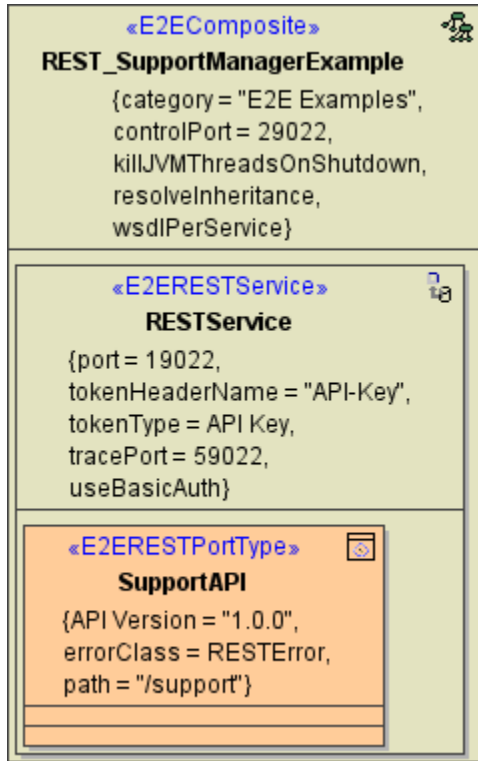 «E2EComposite»
REST_SupportManagerExample
{category = "E2E Examples",
controlPort = 29022,
killJVMThreadsOnShutdown,
resolveInheritance,
wsdlPerService}
«E2ERESTService»
RESTService
{port = 19022,
tokenHeaderName = "API-Key",
tokenType = API Key,
tracePort = 59022,
useBasicAuth}
«E2ERESTPortType»
SupportAPI
{API Version = "1.0.0",
errorClass = RESTError,
path = "/support"}